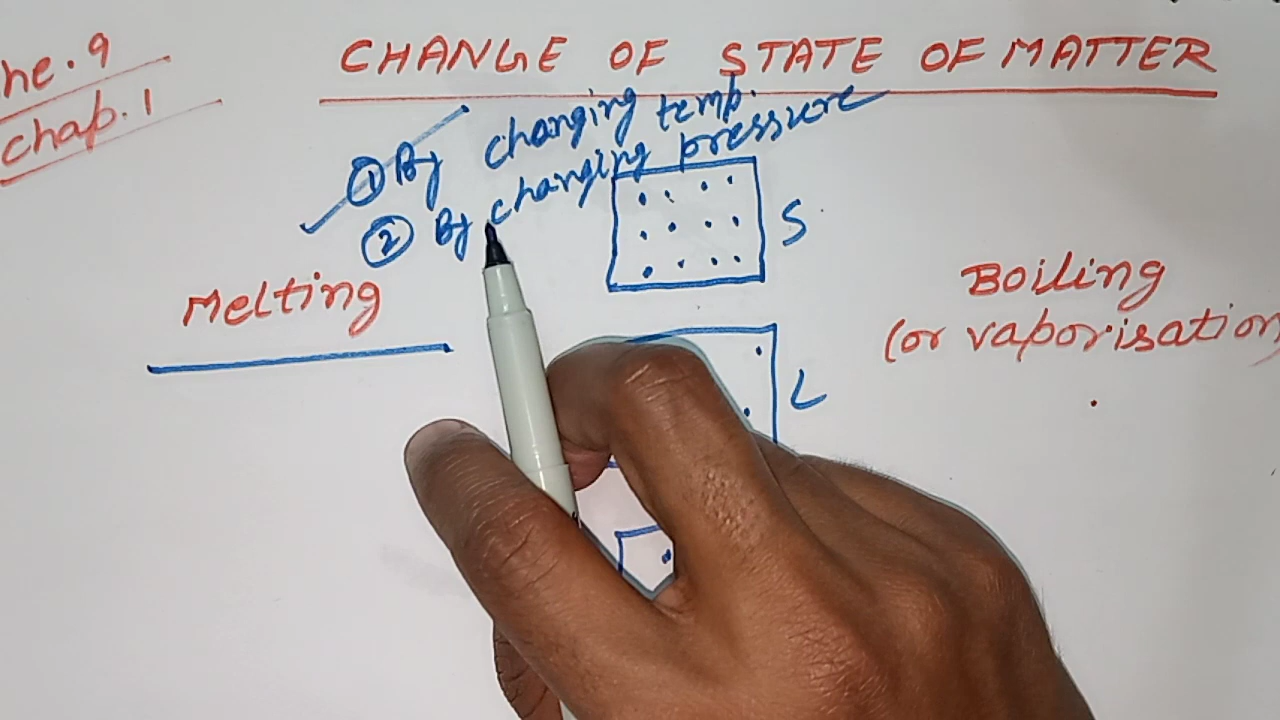 he.9
chap.1
CHANGE OF STATE OF MATTER
① By changing temp.
② By changing pressure
S
Melting
Boiling
(or vaporisation)
L